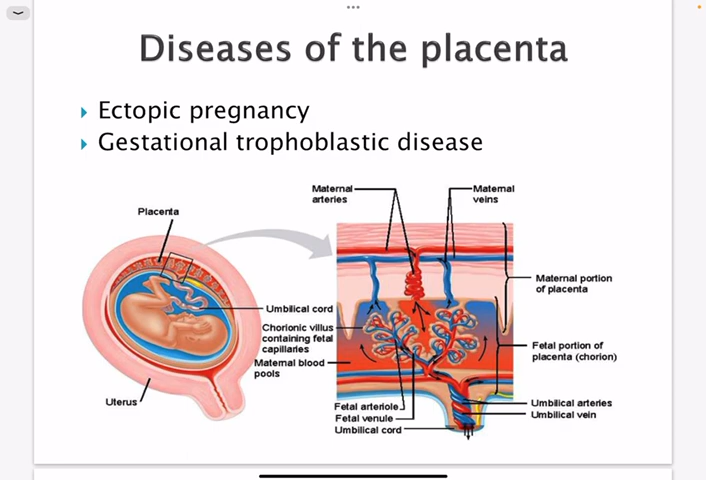 Diseases of the placenta
Ectopic pregnancy
Gestational trophoblastic disease
Placenta
Umbilical cord
Uterus
Maternal
arteries
Maternal
veins
Maternal portion
of placenta
Chorionic villus
containing fetal
capillaries
Maternal blood
pools
Fetal portion of
placenta (chorion)
Fetal arteriole
Fetal venule
Umbilical cord
Umbilical arteries
Umbilical vein